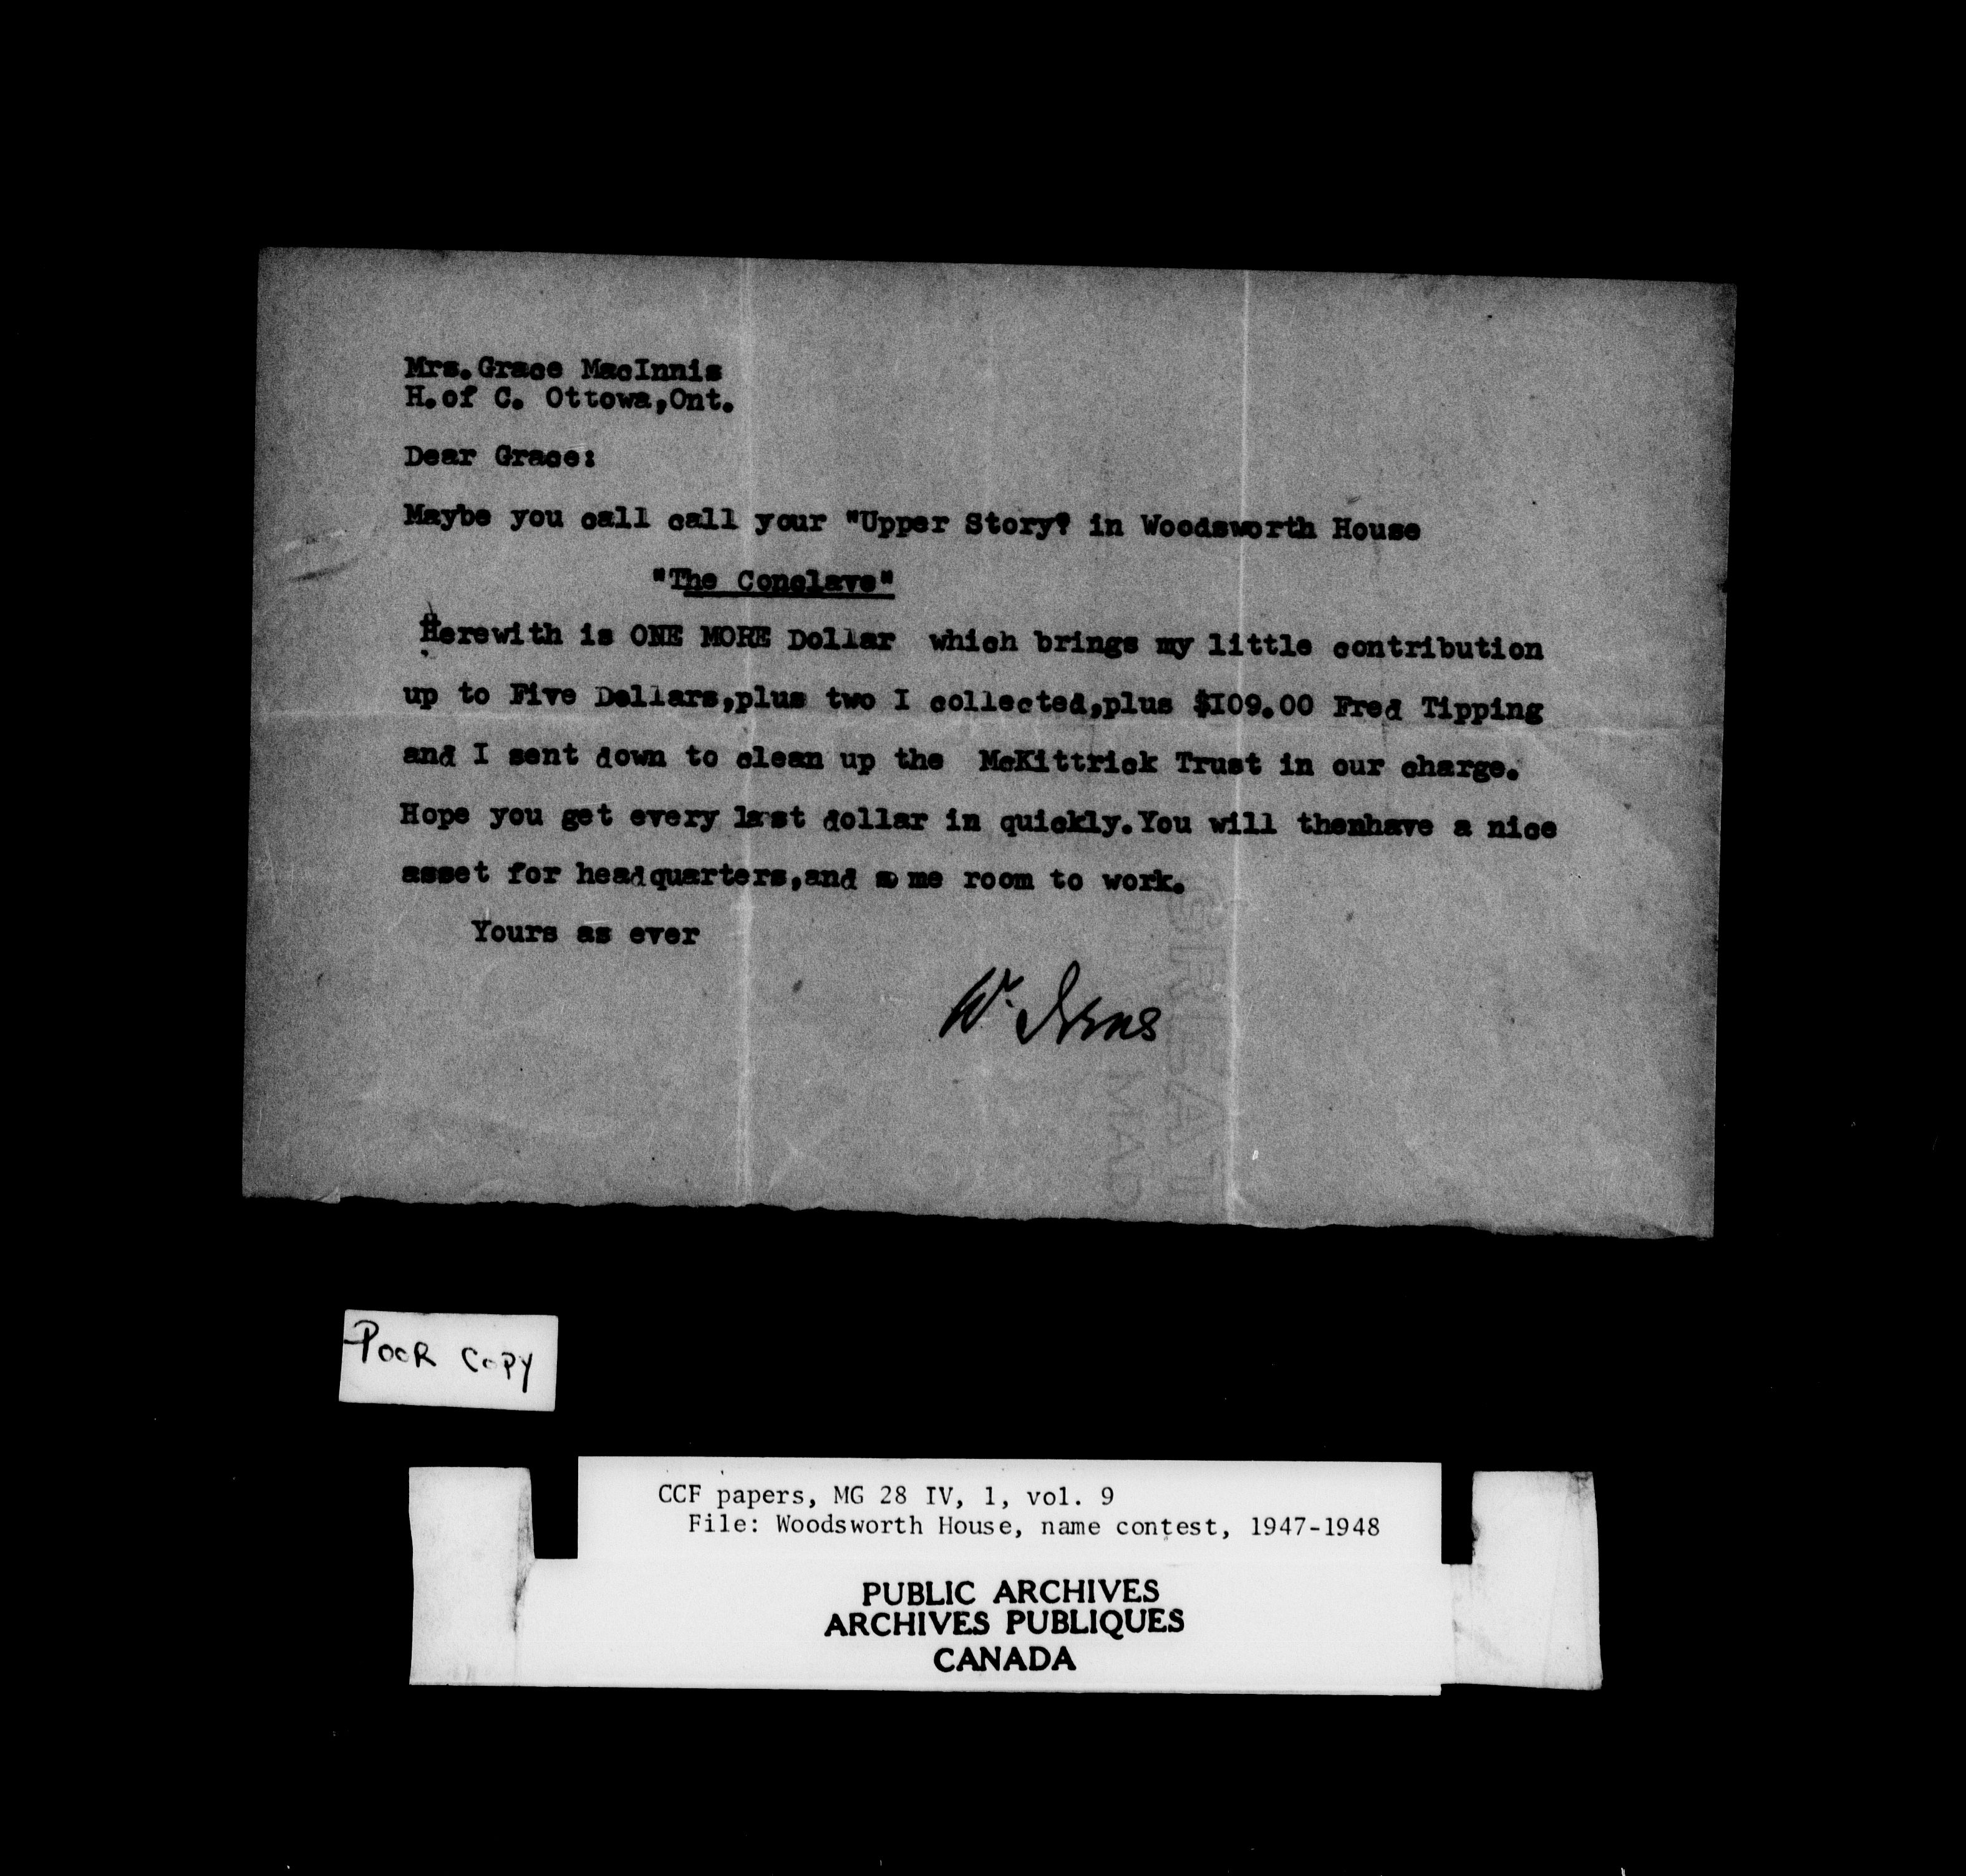 Mrs.Grace MacInnis
H.of C. Ottowa,Ont.
Dear Grace:
Maybe you call call your "Upper Story? in Woodsworth House
"The Conclave"
Herewith is ONE MORE Dollar which brings my little contribution
up to Five Dollars,plus two I collected,plus $I09.00 Fred Tipping
and I sent down to clean up the McKittrick Trust in our charge.
Hope you get every last dollar in quickly.You will thenhave a nice
asset for headquarters,and some room to work.
Yours as ever
W. Ivens
POOR COPY
CCF papers, MG 28 IV, 1, vol. 9
File: Woodsworth House, name contest, 1947-1948
PUBLIC ARCHIVES
ARCHIVES PUBLIQUES
CANADA